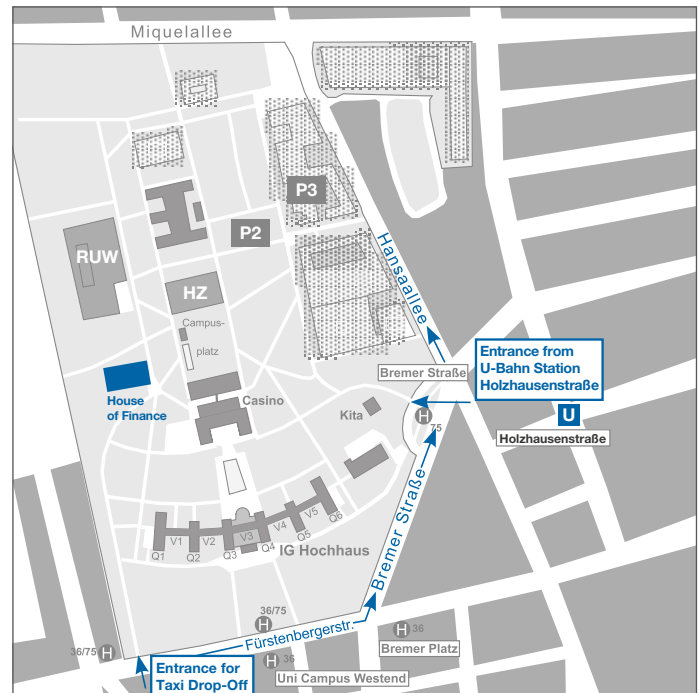 Miquelallee
P3
P2
RUW
HZ
Hansaallee
Campus-
platz
Entrance from
U-Bahn Station
Holzhausenstraße
Bremer Straße
House
of Finance
Casino
Kita
H
75
U
Holzhausenstraße
Bremer Straße
Q1
V1
Q2
V2
Q3
V3
Q4
V4
Q5
V5
Q6
IG Hochhaus
36/75
H
Fürstenbergerstr.
H
36
Bremer Platz
36/75
H
H
36
Entrance for
Taxi Drop-Off
Uni Campus Westend